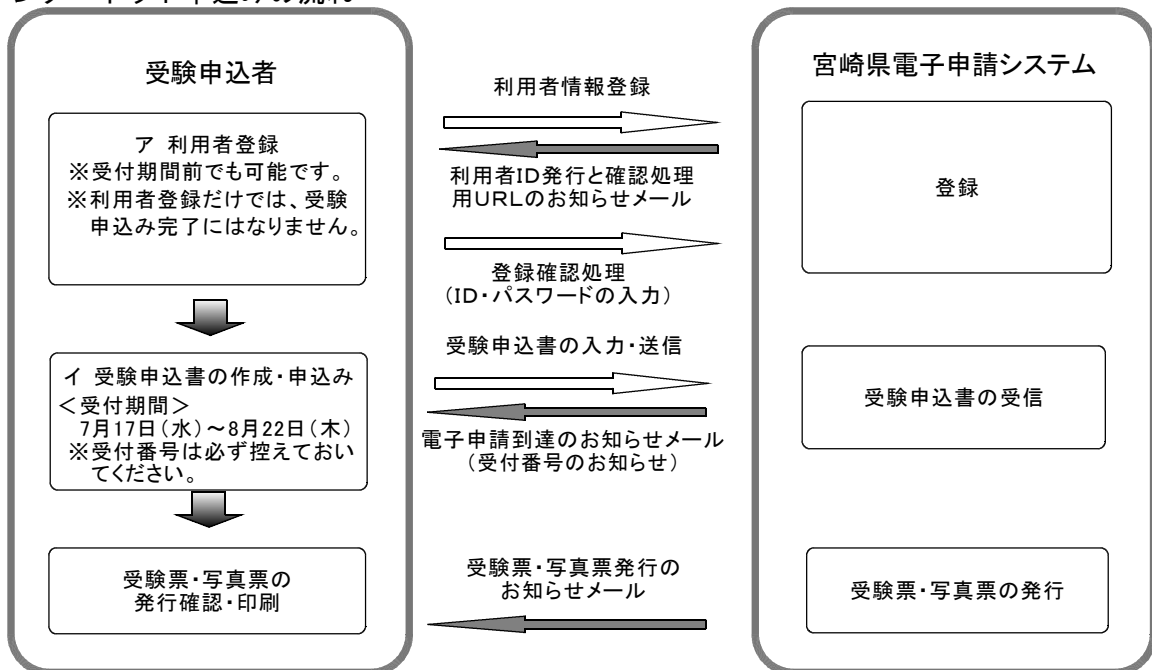 受験申込者
ア 利用者登録
※受付期間前でも可能です。
※利用者登録だけでは、受験
申込み完了にはなりません。
イ 受験申込書の作成・申込み
＜受付期間＞
7月17日(水)～8月22日(木)
※受付番号は必ず控えておい
てください。
受験票・写真票の
発行確認・印刷
利用者情報登録
利用者ID発行と確認処理
用URLのお知らせメール
登録確認処理
(ID・パスワードの入力)
受験申込書の入力・送信
電子申請到達のお知らせメール
(受付番号のお知らせ)
受験票・写真票発行の
お知らせメール
宮崎県電子申請システム
登録
受験申込書の受信
受験票・写真票の発行